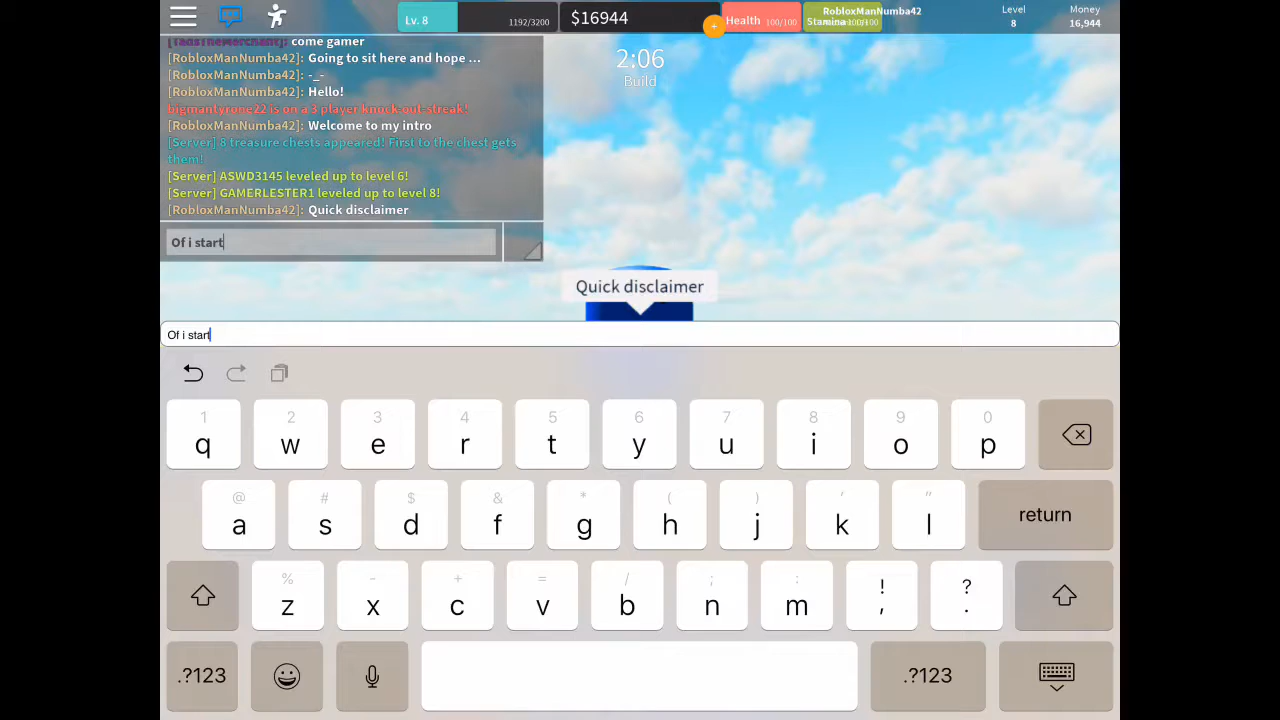 Lv. 8
1192/3200
$16944
Health
100/100
RobloxManNumba42
Stamina
100/100
Level
8
Money
16,944
2:06
Build
[TadsTheMerchant]: come gamer
[RobloxManNumba42]: Going to sit here and hope ...
[RobloxManNumba42]: -_-
[RobloxManNumba42]: Hello!
bigmantyrone22 is on a 3 player knock-out-streak!
[RobloxManNumba42]: Welcome to my intro
[Server] 8 treasure chests appeared! First to the chest gets
them!
[Server] ASWD3145 leveled up to level 6!
[Server] GAMERLESTER1 leveled up to level 8!
[RobloxManNumba42]: Quick disclaimer
Of i start
Quick disclaimer
Of i start
1 2 3 4 5 6 7 8 9 0
q w e r t y u i o p
@ # $ & * ( ) ' "
a s d f g h j k l return
% - + = / ; : ! ?
z x c v b n m , .
.?123 .?123